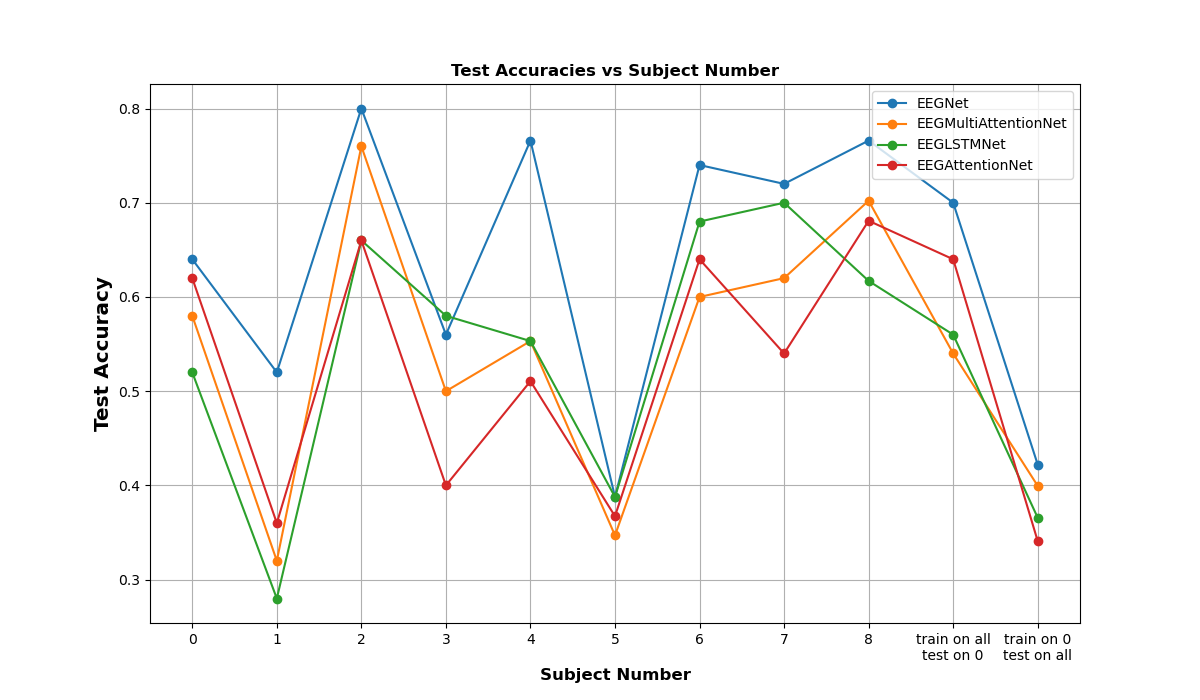 Test Accuracies vs Subject Number
EEGNet
EEGMultiAttentionNet
EEGLSTMNet
EEGAttentionNet
Test Accuracy
0.8
0.7
0.6
0.5
0.4
0.3
0 1 2 3 4 5 6 7 8 train on all train on 0
test on 0 test on all
Subject Number